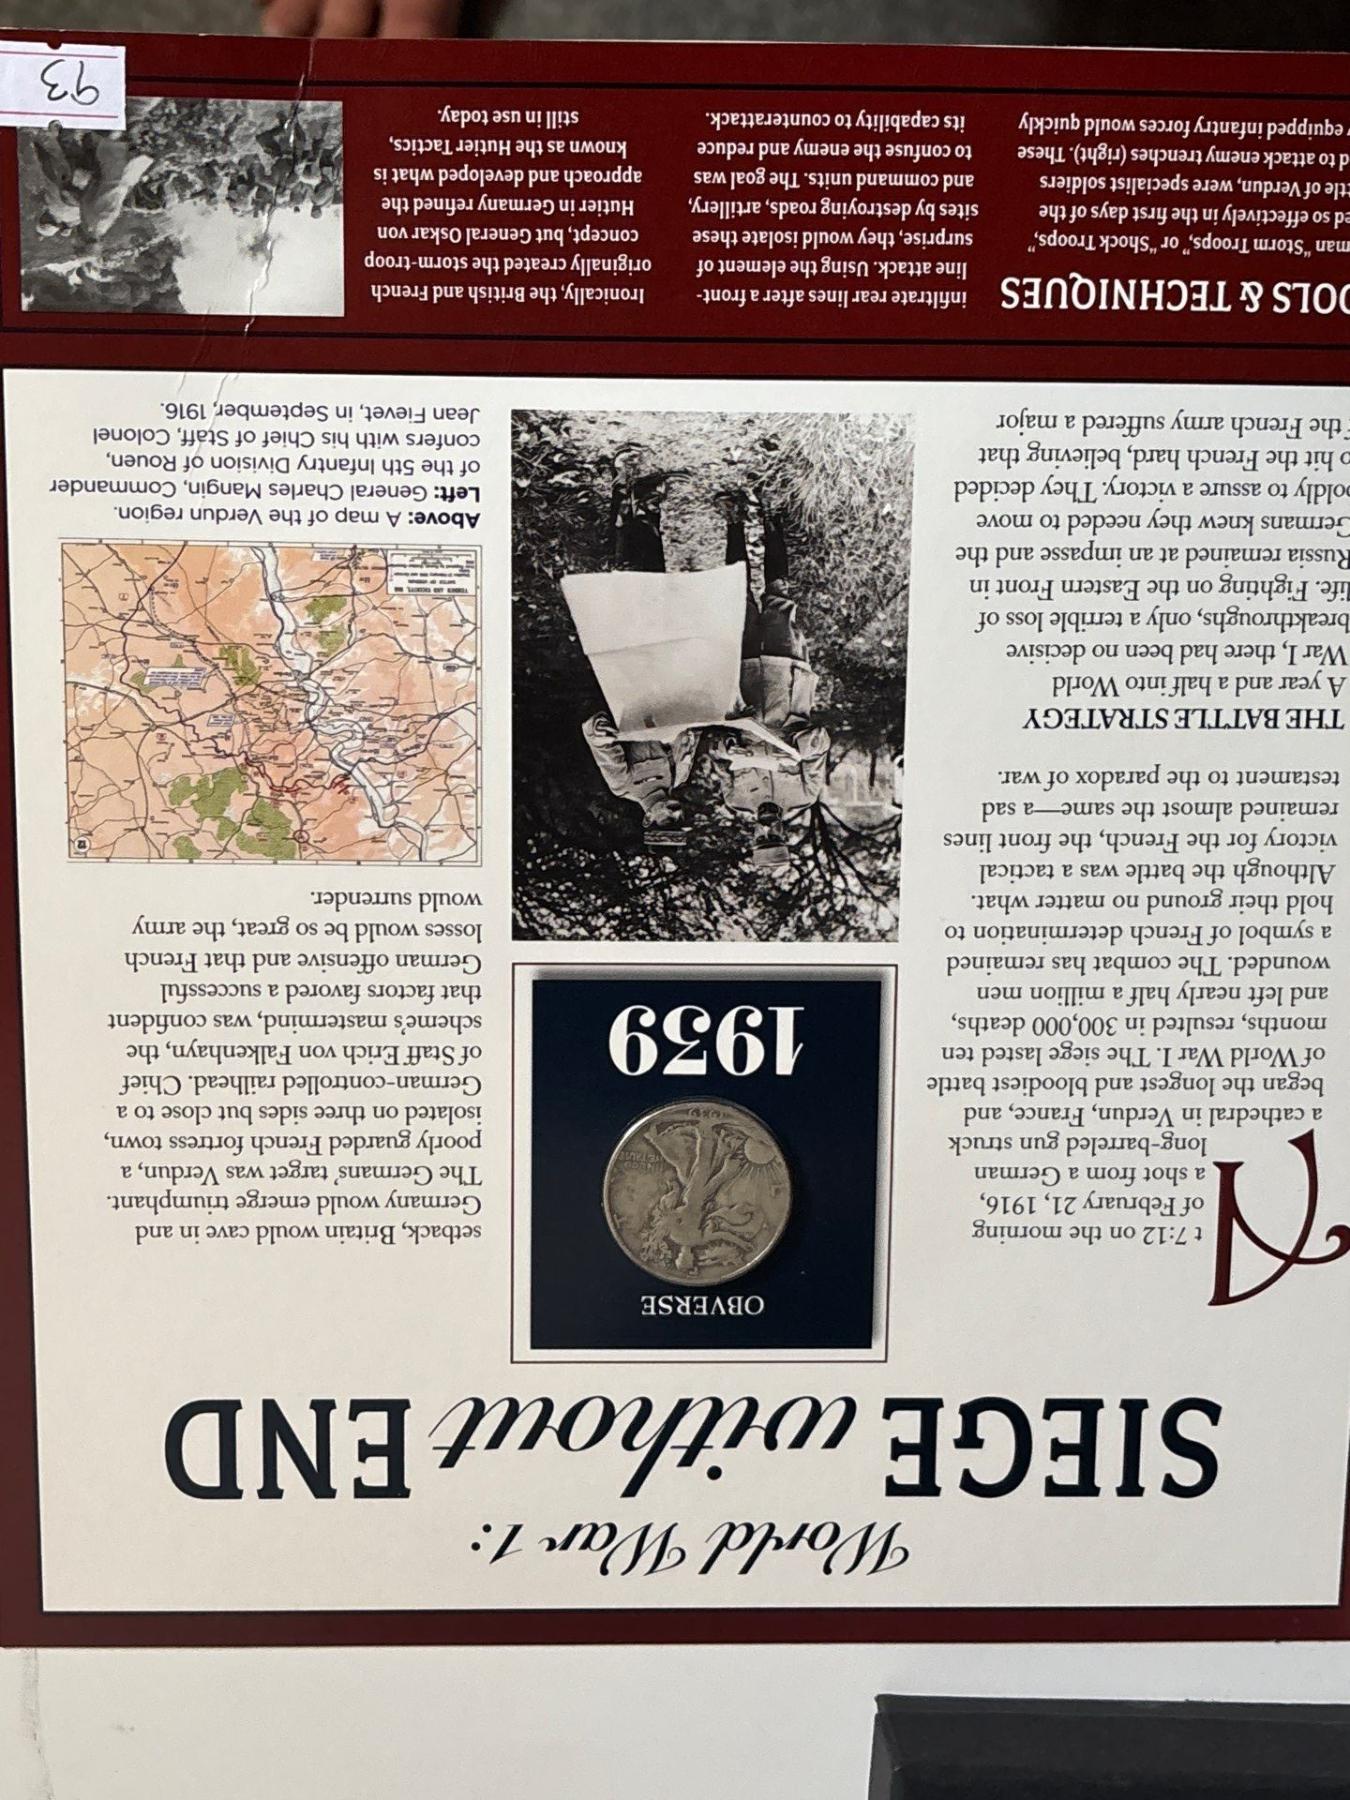 World War 1:
SIEGE without END
At 7:12 on the morning
of February 21, 1916,
a shot from a German
long-barreled gun struck
a cathedral in Verdun, France, and
began the longest and bloodiest battle
of World War I. The siege lasted ten
months, resulted in 300,000 deaths,
and left nearly half a million men
wounded. The combat has remained
a symbol of French determination to
hold their ground no matter what.
Although the battle was a tactical
victory for the French, the front lines
remained almost the same—a sad
testament to the paradox of war.
THE BATTLE STRATEGY
A year and a half into World
War I, there had been no decisive
breakthroughs, only a terrible loss of
life. Fighting on the Eastern Front in
Russia remained at an impasse and the
Germans knew they needed to move
boldly to assure a victory. They decided
to hit the French hard, believing that
if the French army suffered a major
OBVERSE
1939
1939
setback, Britain would cave in and
Germany would emerge triumphant.
The Germans' target was Verdun, a
poorly guarded French fortress town,
isolated on three sides but close to a
German-controlled railhead. Chief
of Staff Erich von Falkenhayn, the
scheme's mastermind, was confident
that factors favored a successful
German offensive and that French
losses would be so great, the army
would surrender.
12
VERDUN AND VICINITY, 1916
BATTLE OF VERDUN
Above: A map of the Verdun region.
Left: General Charles Mangin, Commander
of the 5th Infantry Division of Rouen,
confers with his Chief of Staff, Colonel
Jean Fievet, in September, 1916.
OOLS & TECHNIQUES
man “Storm Troops,” or “Shock Troops,”
ed so effectively in the first days of the
ttle of Verdun, were specialist soldiers
d to attack enemy trenches (right). These
y equipped infantry forces would quickly
infiltrate rear lines after a front-
line attack. Using the element of
surprise, they would isolate these
sites by destroying roads, artillery,
and command units. The goal was
to confuse the enemy and reduce
its capability to counterattack.
Ironically, the British and French
originally created the storm-troop
concept, but General Oskar von
Hutier in Germany refined the
approach and developed what is
known as the Hutier Tactics,
still in use today.
93